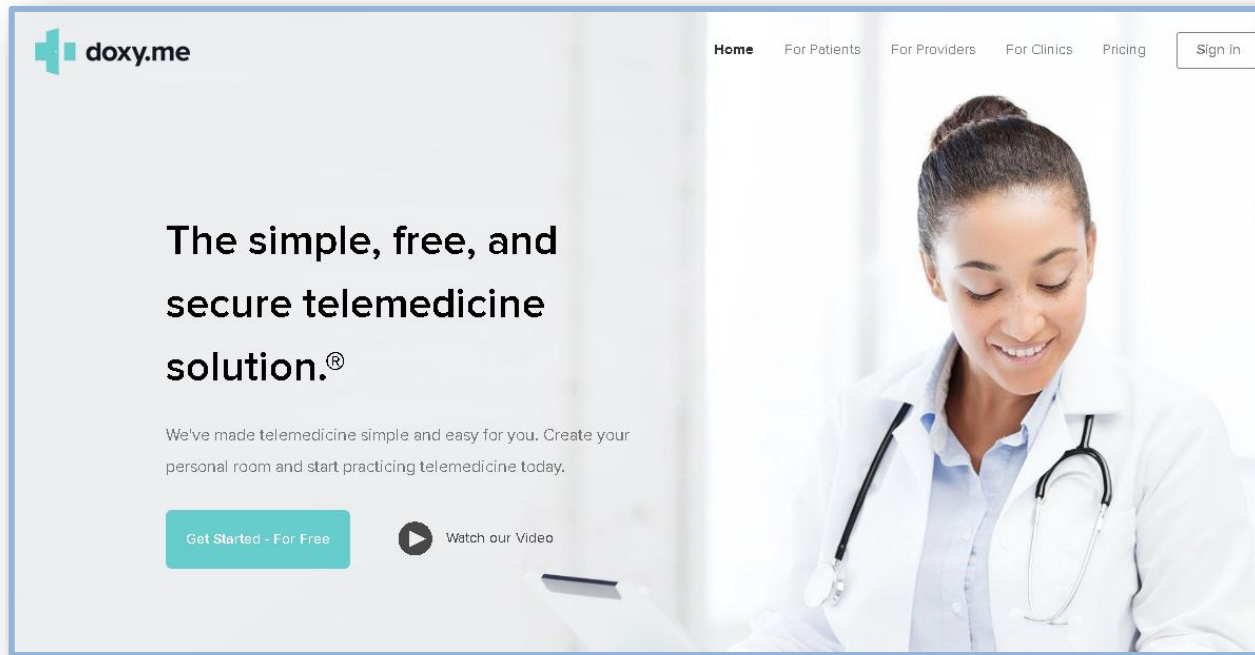 doxy.me
Home For Patients For Providers For Clinics Pricing Sign in
The simple, free, and
secure telemedicine
solution.®
We've made telemedicine simple and easy for you. Create your
personal room and start practicing telemedicine today.
Get Started - For Free
Watch our Video